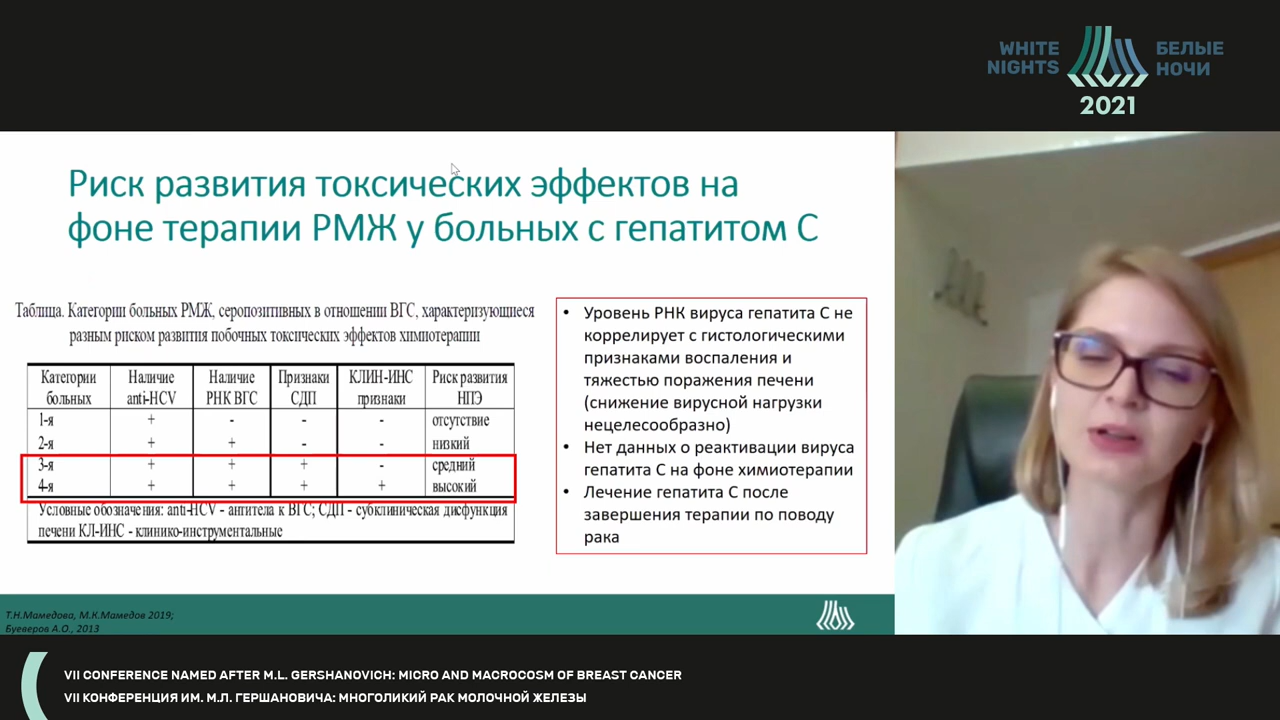 WHITE
NIGHTS
БЕЛЫЕ
НОЧИ
2021
Риск развития токсических эффектов на
фоне терапии РМЖ у больных с гепатитом С
Таблица. Категории больных РМЖ, серопозитивных в отношении ВГС, характеризующиеся
разным риском развития побочных токсических эффектов химиотерапии
Категории больных | Наличие anti-HCV | Наличие РНК ВГС | Признаки СДП | КЛИН-ИНС признаки | Риск развития НПЭ
1-я + - - - отсутствие
2-я + + - - низкий
3-я + + + - средний
4-я + + + + высокий
Условные обозначения: anti-HCV - антитела к ВГС; СДП - субклиническая дисфункция
печени КЛ-ИНС - клинико-инструментальные
• Уровень РНК вируса гепатита С не
коррелирует с гистологическими
признаками воспаления и
тяжестью поражения печени
(снижение вирусной нагрузки
нецелесообразно)
• Нет данных о реактивации вируса
гепатита С на фоне химиотерапии
• Лечение гепатита С после
завершения терапии по поводу
рака
Т.Н.Мамедова, М.К.Мамедов 2019;
Буеверов А.О., 2013
VII CONFERENCE NAMED AFTER M.L. GERSHANOVICH: MICRO AND MACROCOSM OF BREAST CANCER
VII КОНФЕРЕНЦИЯ ИМ. М.Л. ГЕРШАНОВИЧА: МНОГОЛИКИЙ РАК МОЛОЧНОЙ ЖЕЛЕЗЫ